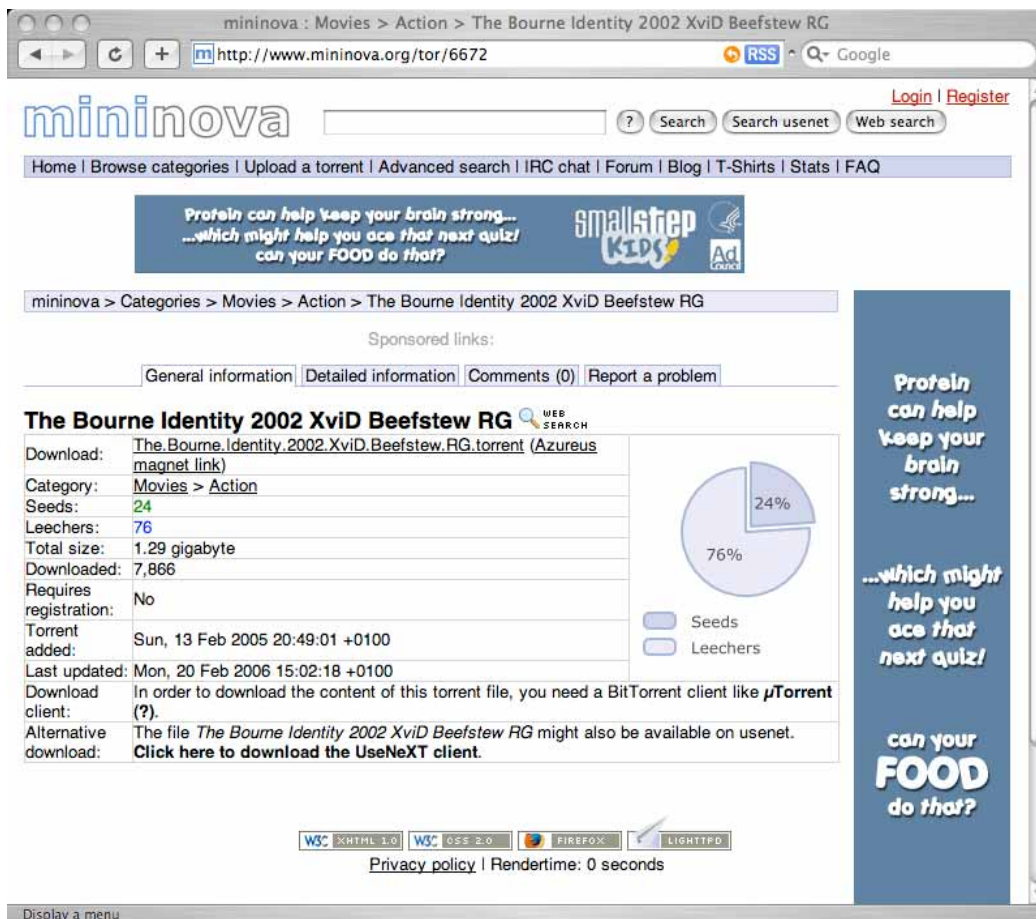 mininova : Movies > Action > The Bourne Identity 2002 XviD Beefstew RG
m http://www.mininova.org/tor/6672
RSS
Google
Login | Register
mininova
? Search Search usenet Web search
Home | Browse categories | Upload a torrent | Advanced search | IRC chat | Forum | Blog | T-Shirts | Stats | FAQ
Protein can help keep your brain strong...
...which might help you ace that next quiz!
can your FOOD do that?
smallstep
KIDS
Ad
Council
mininova > Categories > Movies > Action > The Bourne Identity 2002 XviD Beefstew RG
Sponsored links:
General information Detailed information Comments (0) Report a problem
The Bourne Identity 2002 XviD Beefstew RG WEB SEARCH
Download: The.Bourne.Identity.2002.XviD.Beefstew.RG.torrent (Azureus
magnet link)
Category: Movies > Action
Seeds: 24
Leechers: 76
Total size: 1.29 gigabyte
Downloaded: 7,866
Requires
registration: No
Torrent
added: Sun, 13 Feb 2005 20:49:01 +0100
Last updated: Mon, 20 Feb 2006 15:02:18 +0100
24%
76%
Seeds
Leechers
Download
client: In order to download the content of this torrent file, you need a BitTorrent client like µTorrent
(?).
Alternative
download: The file The Bourne Identity 2002 XviD Beefstew RG might also be available on usenet.
Click here to download the UseNeXT client.
Protein
can help
keep your
brain
strong...
...which might
help you
ace that
next quiz!
can your
FOOD
do that?
W3C XHTML 1.0 W3C CSS 2.0 FIREFOX LIGHTTPD
Privacy policy | Rendertime: 0 seconds
Display a menu